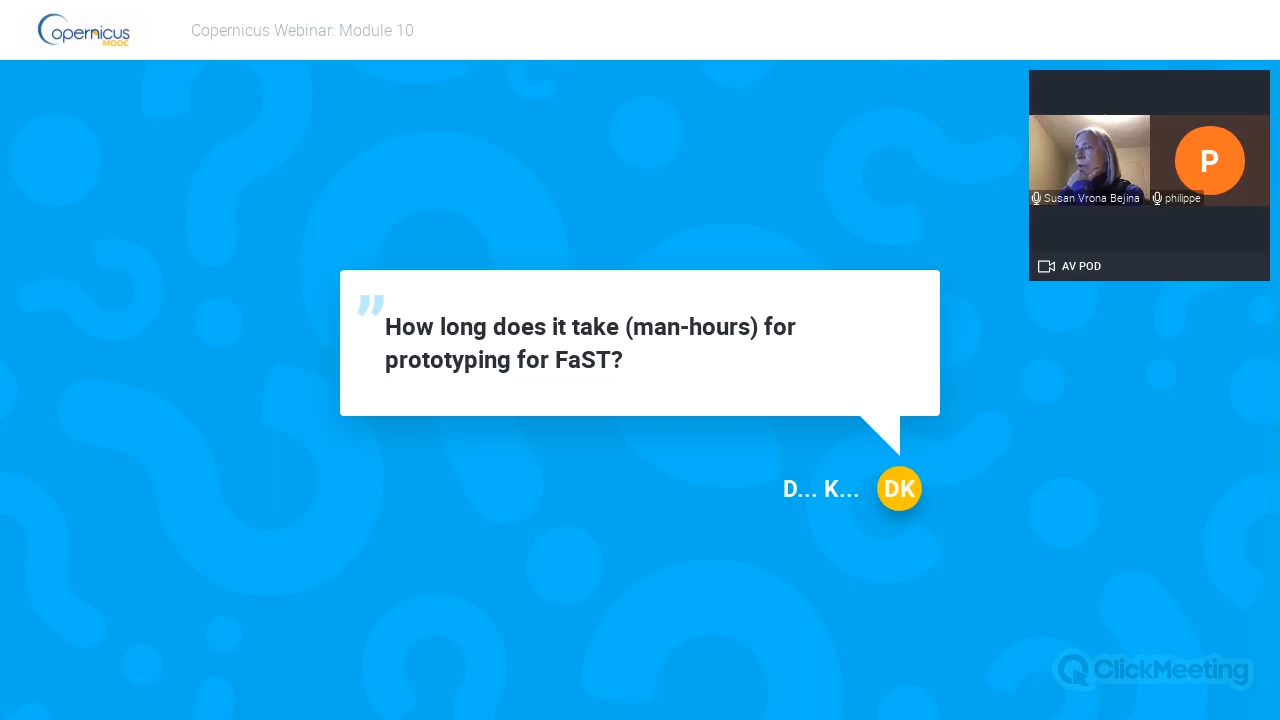 Copernicus
MOOC
Copernicus Webinar: Module 10
P
Susan Vrona Bejina
philippe
AV POD
"
How long does it take (man-hours) for
prototyping for FaST?
D... K...
DK
ClickMeeting